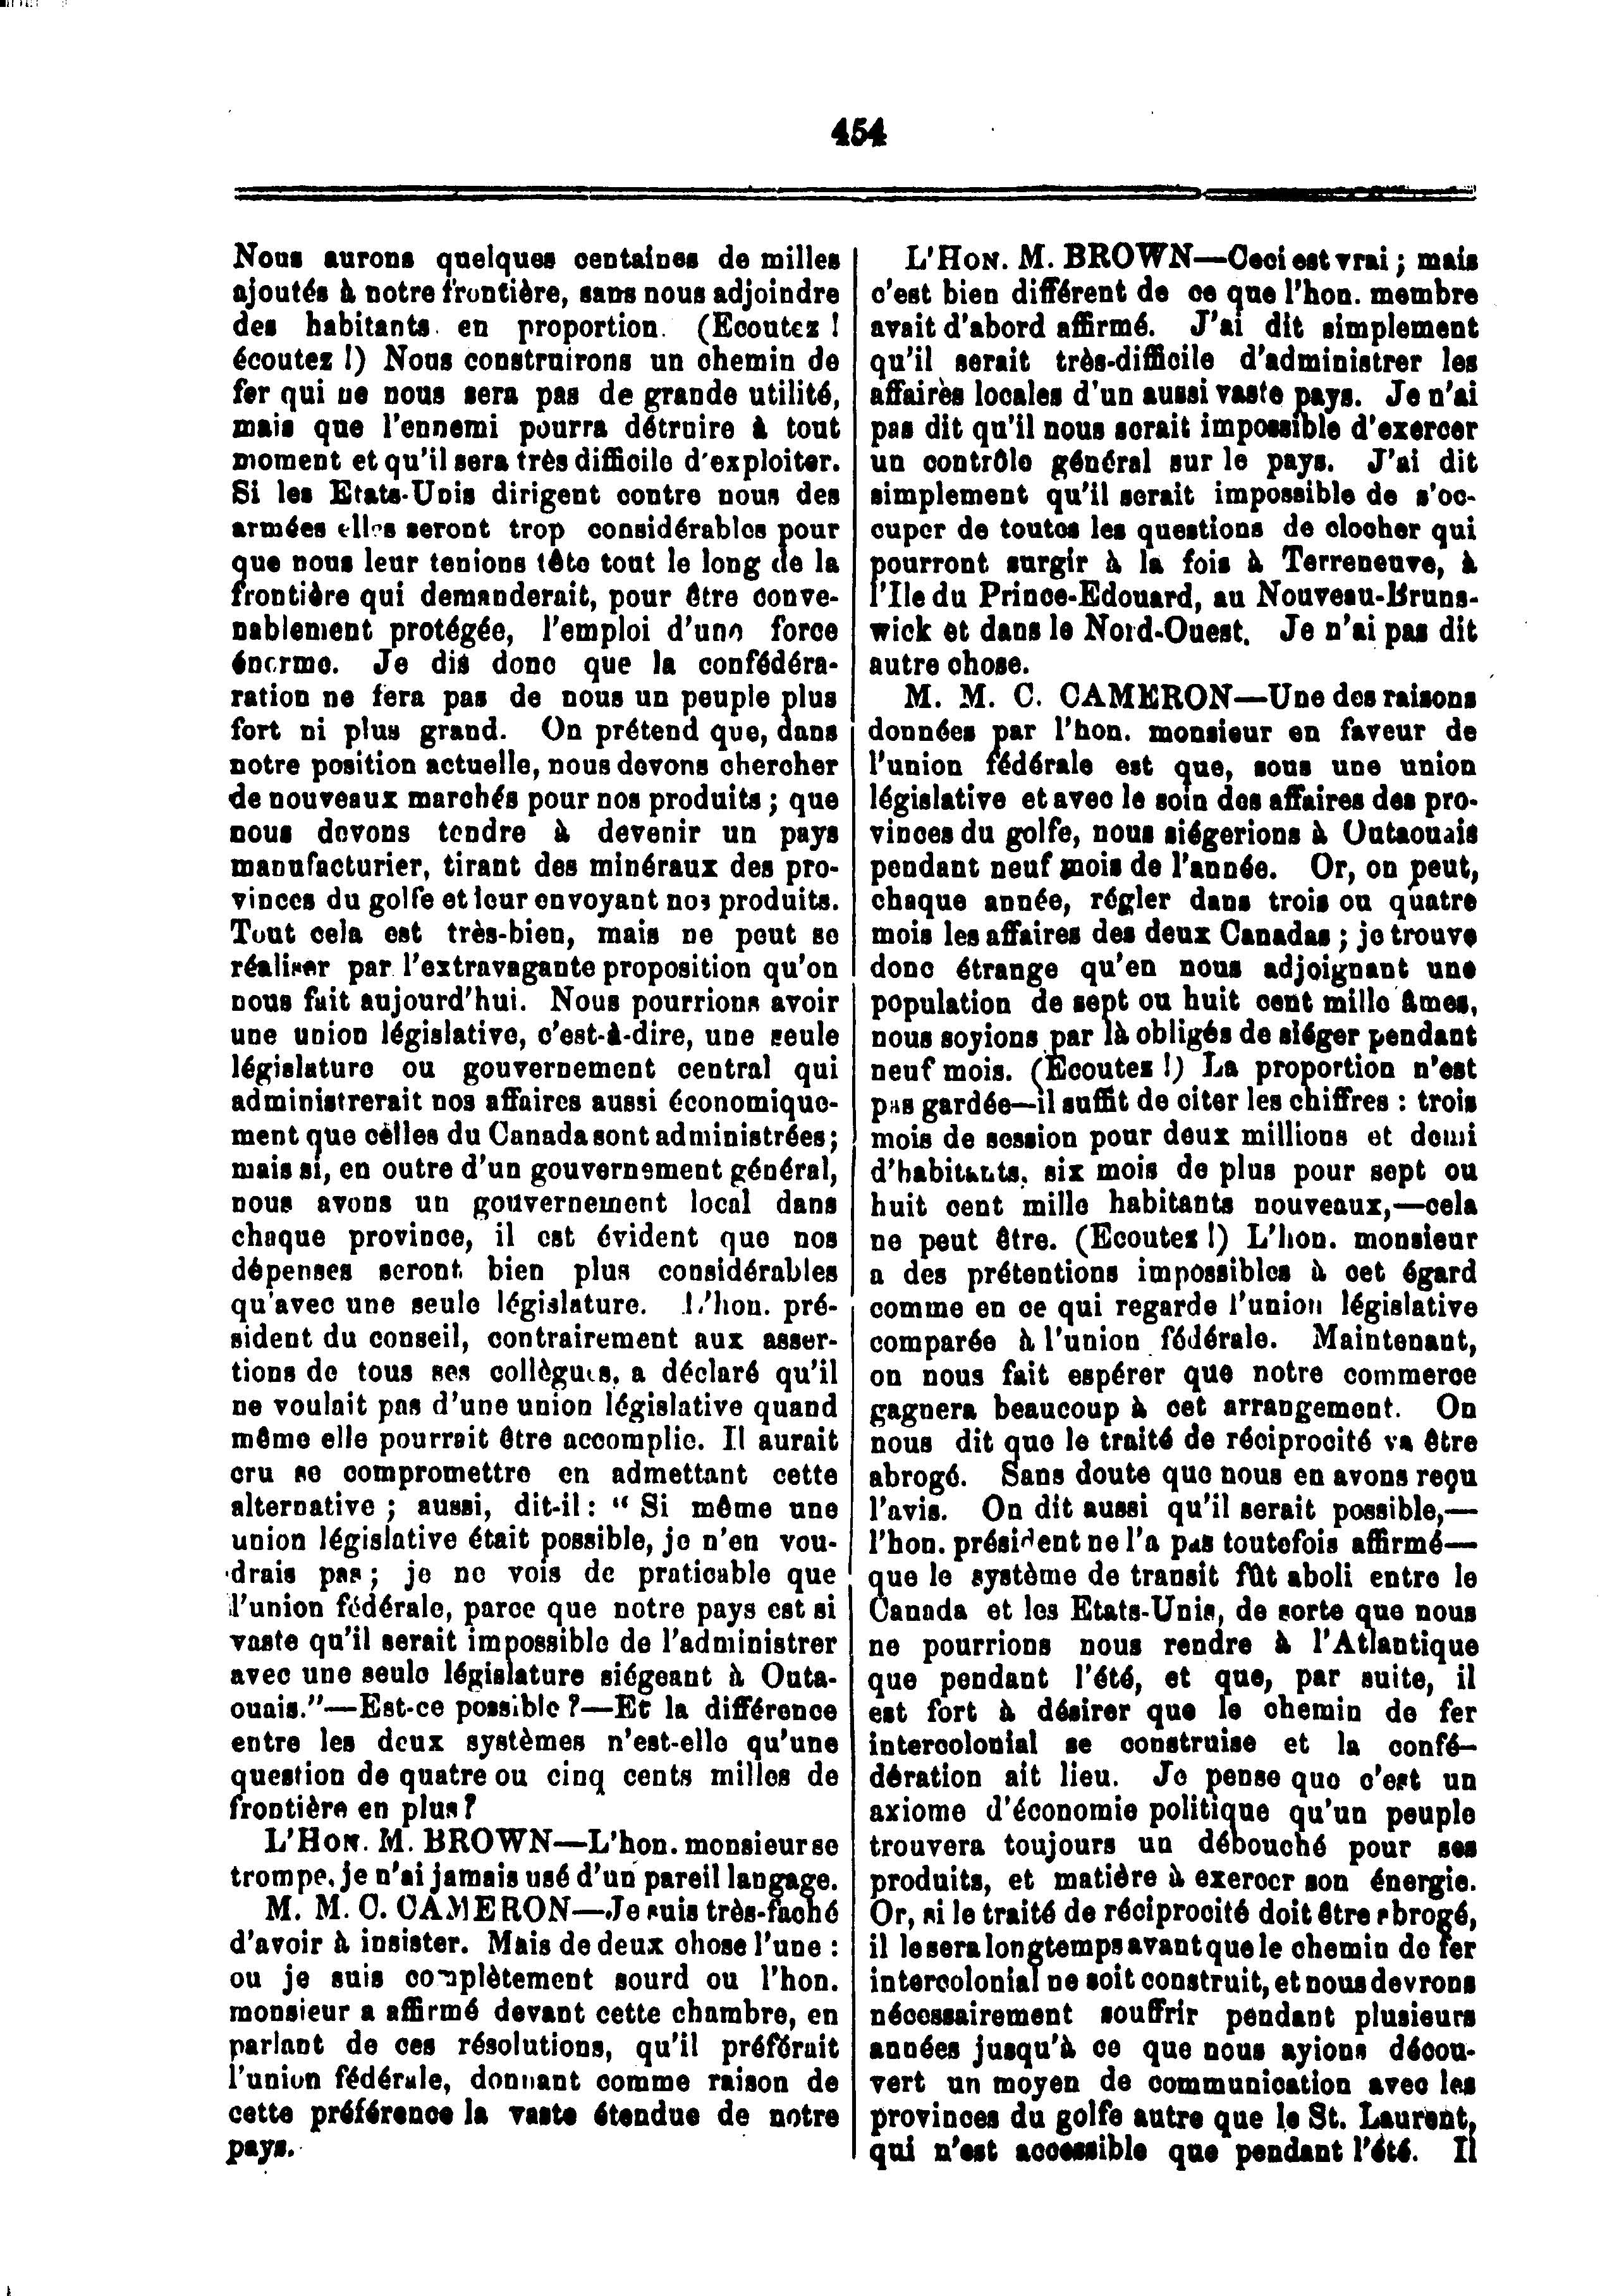 454
Nous aurons quelques centaines de milles
ajoutés à notre frontière, sans nous adjoindre
des habitants en proportion. (Ecoutez !
écoutez !) Nous construirons un chemin de
fer qui ne nous sera pas de grande utilité,
mais que l'ennemi pourra détruire à tout
moment et qu'il sera très difficile d'exploiter.
Si les Etats-Unis dirigent contre nous des
armées elles seront trop considérables pour
que nous leur tenions tête tout le long de la
frontière qui demanderait, pour être conve-
nablement protégée, l'emploi d'une force
énorme. Je dis donc que la confédéra-
ration ne fera pas de nous un peuple plus
fort ni plus grand. On prétend que, dans
notre position actuelle, nous devons chercher
de nouveaux marchés pour nos produits ; que
nous devons tendre à devenir un pays
manufacturier, tirant des minéraux des pro-
vinces du golfe et leur envoyant nos produits.
Tout cela est très-bien, mais ne peut se
réaliser par l'extravagante proposition qu'on
nous fait aujourd'hui. Nous pourrions avoir
une union législative, c'est-à-dire, une seule
législature ou gouvernement central qui
administrerait nos affaires aussi économique-
ment que celles du Canada sont administrées ;
mais si, en outre d'un gouvernement général,
nous avons un gouvernement local dans
chaque province, il est évident que nos
dépenses seront bien plus considérables
qu'avec une seule législature. L'hon. pré-
sident du conseil, contrairement aux asser-
tions de tous ses collègues, a déclaré qu'il
ne voulait pas d'une union législative quand
même elle pourrait être accomplie. Il aurait
cru se compromettre en admettant cette
alternative ; aussi, dit-il : " Si même une
union législative était possible, je n'en vou-
drais pas ; je ne vois de praticable que
l'union fédérale, parce que notre pays est si
vaste qu'il serait impossible de l'administrer
avec une seule législature siégeant à Outa-
ouais."—Est-ce possible ?—Et la différence
entre les deux systèmes n'est-elle qu'une
question de quatre ou cinq cents milles de
frontière en plus ?
L'HON. M. BROWN—L'hon. monsieur se
trompe, je n'ai jamais usé d'un pareil langage.
M. M. C. CAMERON—Je suis très-faché
d'avoir à insister. Mais de deux chose l'une :
ou je suis complètement sourd ou l'hon.
monsieur a affirmé devant cette chambre, en
parlant de ces résolutions, qu'il préférait
l'union fédérale, donnant comme raison de
cette préférence la vaste étendue de notre
pays.
L'HON. M. BROWN—Ceci est vrai ; mais
c'est bien différent de ce que l'hon. membre
avait d'abord affirmé. J'ai dit simplement
qu'il serait très-difficile d'administrer les
affairès locales d'un aussi vaste pays. Je n'ai
pas dit qu'il nous serait impossible d'exercer
un contrôle général sur le pays. J'ai dit
simplement qu'il serait impossible de s'oc-
cuper de toutes les questions de clocher qui
pourront surgir à la fois à Terreneuve, à
l'Ile du Prince-Edouard, au Nouveau-Bruns-
wick et dans le Nord-Ouest. Je n'ai pas dit
autre chose.
M. M. C. CAMERON—Une des raisons
données par l'hon. monsieur en faveur de
l'union fédérale est que, sous une union
législative et avec le soin des affaires des pro-
vinces du golfe, nous siégerions à Outaouais
pendant neuf mois de l'année. Or, on peut,
chaque année, régler dans trois ou quatre
mois les affaires des deux Canadas ; je trouve
donc étrange qu'en nous adjoignant une
population de sept ou huit cent mille âmes,
nous soyions par là obligés de siéger pendant
neuf mois. (Ecoutez !) La proportion n'est
pas gardée—il suffit de citer les chiffres : trois
mois de session pour deux millions et demi
d'habitants, six mois de plus pour sept ou
huit cent mille habitants nouveaux,—cela
ne peut être. (Ecoutez !) L'hon. monsieur
a des prétentions impossibles à cet égard
comme en ce qui regarde l'union législative
comparée à l'union fédérale. Maintenant,
on nous fait espérer que notre commerce
gagnera beaucoup à cet arrangement. On
nous dit que le traité de réciprocité va être
abrogé. Sans doute que nous en avons reçu
l'avis. On dit aussi qu'il serait possible,—
l'hon. président ne l'a pas toutefois affirmé—
que le système de transit fût aboli entre le
Canada et les Etats-Unis, de sorte que nous
ne pourrions nous rendre à l'Atlantique
que pendant l'été, et que, par suite, il
est fort à désirer que le chemin de fer
intercolonial se construise et la confé-
dération ait lieu. Je pense que c'est un
axiome d'économie politique qu'un peuple
trouvera toujours un débouché pour ses
produits, et matière à exercer son énergie.
Or, si le traité de réciprocité doit être abrogé,
il le sera longtemps avant que le chemin de fer
intercolonial ne soit construit, et nous devrons
nécessairement souffrir pendant plusieurs
années jusqu'à ce que nous ayions décou-
vert un moyen de communication avec les
provinces du golfe autre que le St. Laurent,
qui n'est accessible que pendant l'été. Il